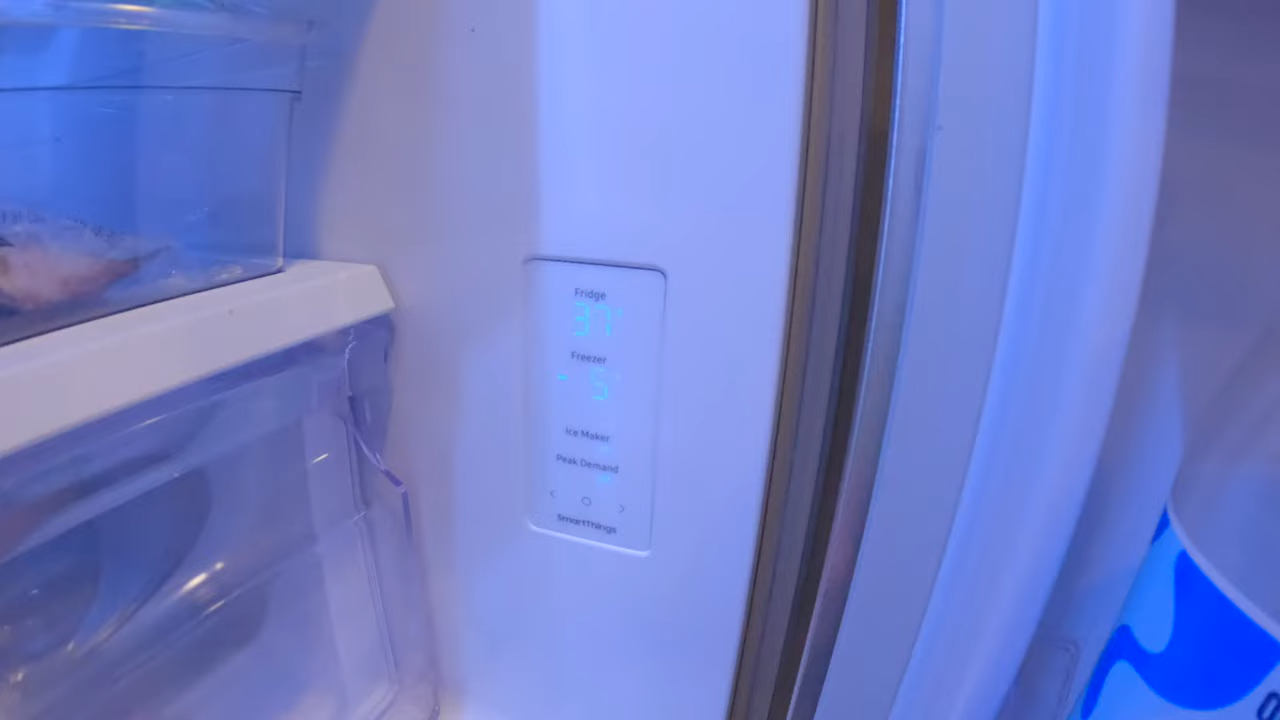 Fridge
37°
Freezer
- 5°
Ice Maker
Peak Demand
< ○ >
SmartThings